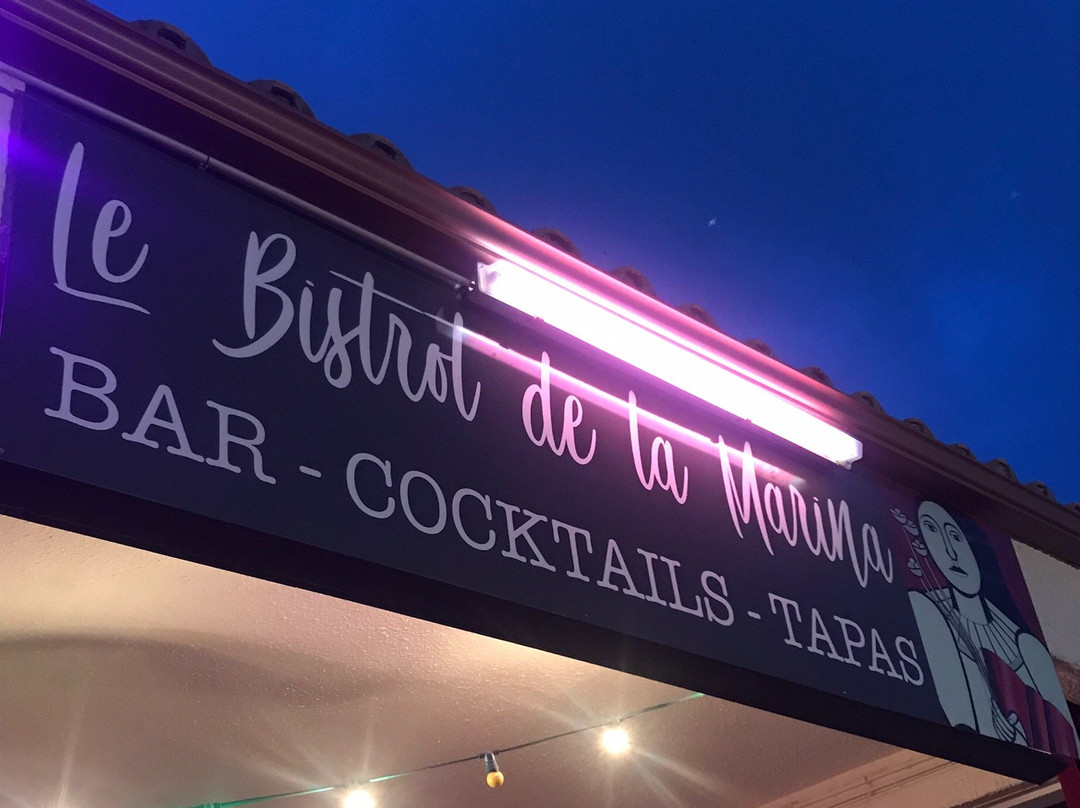 Le Bistrot de la Marina
BAR - COCKTAILS - TAPAS